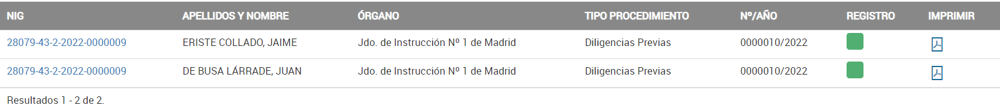 NIG APELLIDOS Y NOMBRE ÓRGANO TIPO PROCEDIMIENTO Nº/AÑO REGISTRO IMPRIMIR
28079-43-2-2022-0000009 ERISTE COLLADO, JAIME Jdo. de Instrucción Nº 1 de Madrid Diligencias Previas 0000010/2022
28079-43-2-2022-0000009 DE BUSA LÁRRADE, JUAN Jdo. de Instrucción Nº 1 de Madrid Diligencias Previas 0000010/2022
Resultados 1 - 2 de 2.